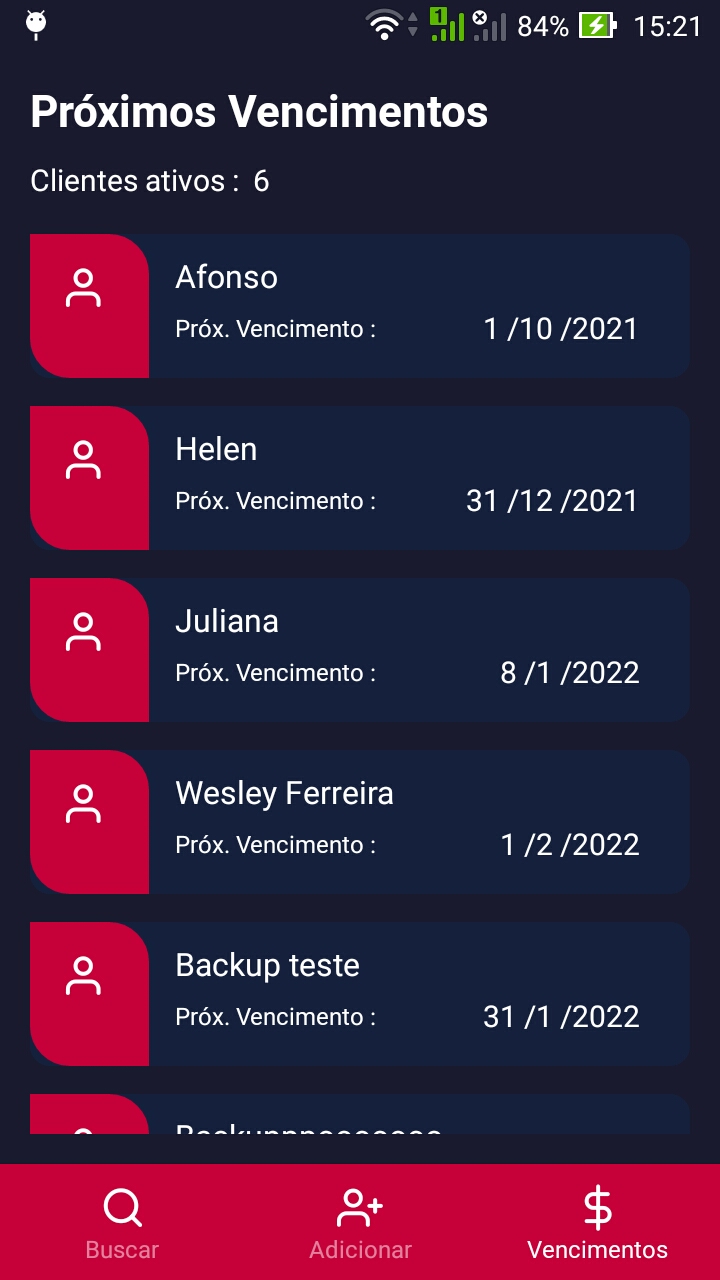 1 84% 15:21
Próximos Vencimentos
Clientes ativos : 6
Afonso
Próx. Vencimento : 1 /10 /2021
Helen
Próx. Vencimento : 31 /12 /2021
Juliana
Próx. Vencimento : 8 /1 /2022
Wesley Ferreira
Próx. Vencimento : 1 /2 /2022
Backup teste
Próx. Vencimento : 31 /1 /2022
Buscar
Adicionar
Vencimentos